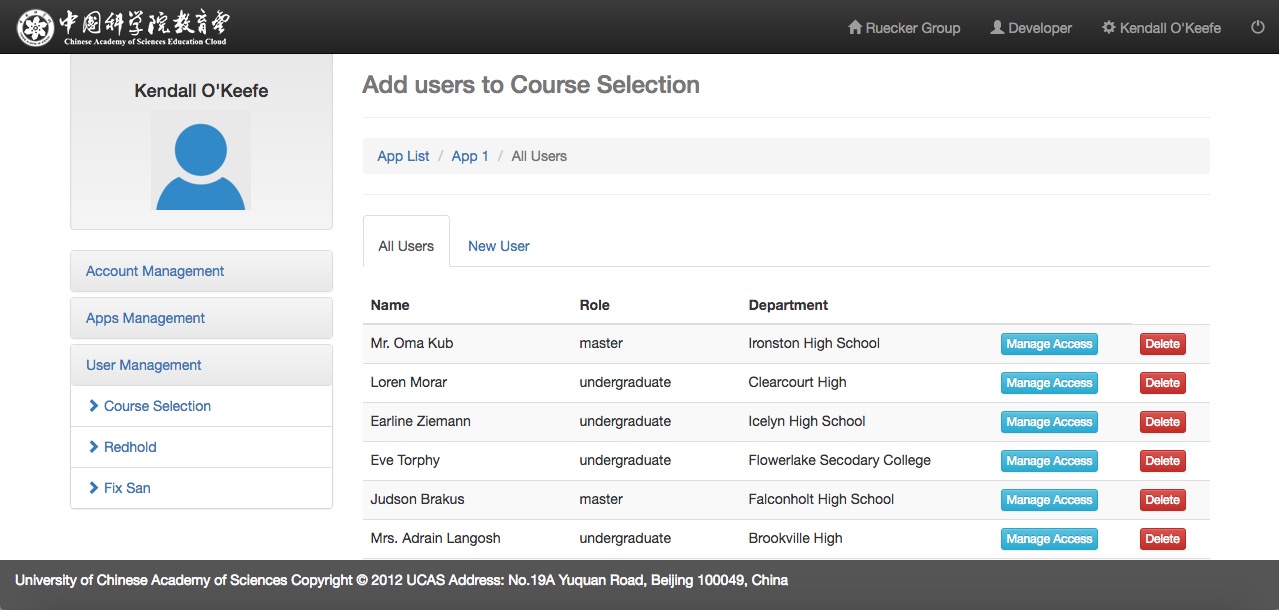 中国科学院教育云
Chinese Academy of Sciences Education Cloud
Ruecker Group Developer Kendall O'Keefe
Kendall O'Keefe
Account Management
Apps Management
User Management
Course Selection
Redhold
Fix San
Add users to Course Selection
App List / App 1 / All Users
All Users New User
Name Role Department
Mr. Oma Kub master Ironston High School Manage Access Delete
Loren Morar undergraduate Clearcourt High Manage Access Delete
Earline Ziemann undergraduate Icelyn High School Manage Access Delete
Eve Torphy undergraduate Flowerlake Secodary College Manage Access Delete
Judson Brakus master Falconholt High School Manage Access Delete
Mrs. Adrain Langosh undergraduate Brookville High Manage Access Delete
University of Chinese Academy of Sciences Copyright © 2012 UCAS Address: No.19A Yuquan Road, Beijing 100049, China